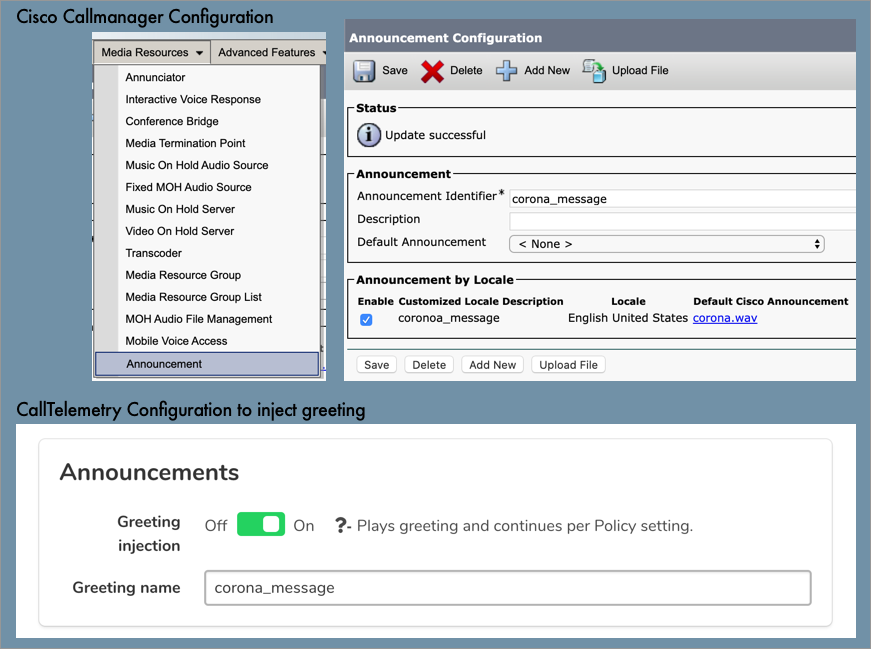 Cisco Callmanager Configuration
Media Resources Advanced Features
Annunciator
Interactive Voice Response
Conference Bridge
Media Termination Point
Music On Hold Audio Source
Fixed MOH Audio Source
Music On Hold Server
Video On Hold Server
Transcoder
Media Resource Group
Media Resource Group List
MOH Audio File Management
Mobile Voice Access
Announcement
Announcement Configuration
Save Delete Add New Upload File
Status
Update successful
Announcement
Announcement Identifier* corona_message
Description
Default Announcement < None >
Announcement by Locale
Enable Customized Locale Description Locale Default Cisco Announcement
coronoa_message English United States corona.wav
Save Delete Add New Upload File
CallTelemetry Configuration to inject greeting
Announcements
Greeting injection Off On ?- Plays greeting and continues per Policy setting.
Greeting name corona_message